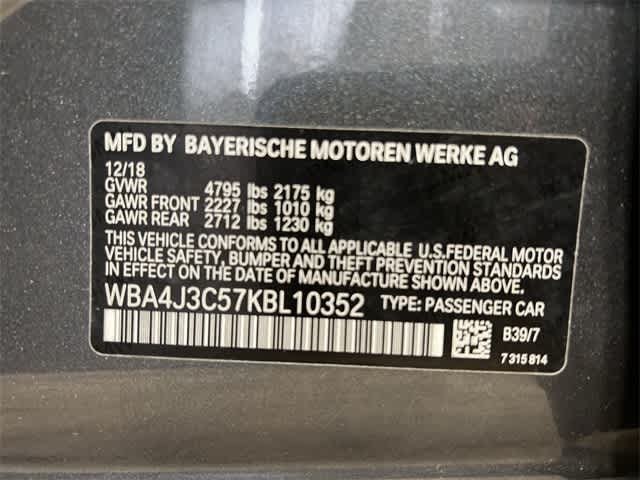 MFD BY BAYERISCHE MOTOREN WERKE AG
12/18
GVWR 4795 lbs 2175 kg
GAWR FRONT 2227 lbs 1010 kg
GAWR REAR 2712 lbs 1230 kg
THIS VEHICLE CONFORMS TO ALL APPLICABLE U.S.FEDERAL MOTOR
VEHICLE SAFETY, BUMPER AND THEFT PREVENTION STANDARDS
IN EFFECT ON THE DATE OF MANUFACTURE SHOWN ABOVE.
WBA4J3C57KBL10352 TYPE: PASSENGER CAR
B39/7
7 315 814